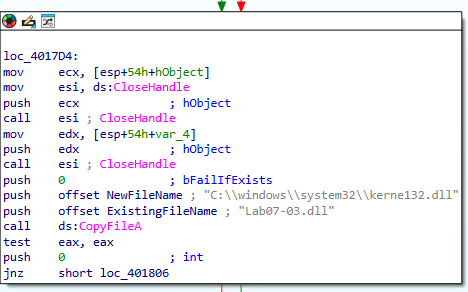 loc_4017D4:
mov ecx, [esp+54h+hObject]
mov esi, ds:CloseHandle
push ecx ; hObject
call esi ; CloseHandle
mov edx, [esp+54h+var_4]
push edx ; hObject
call esi ; CloseHandle
push 0 ; bFailIfExists
push offset NewFileName ; "C:\\windows\\system32\\kerne132.dll"
push offset ExistingFileName ; "Lab07-03.dll"
call ds:CopyFileA
test eax, eax
push 0 ; int
jnz short loc_401806